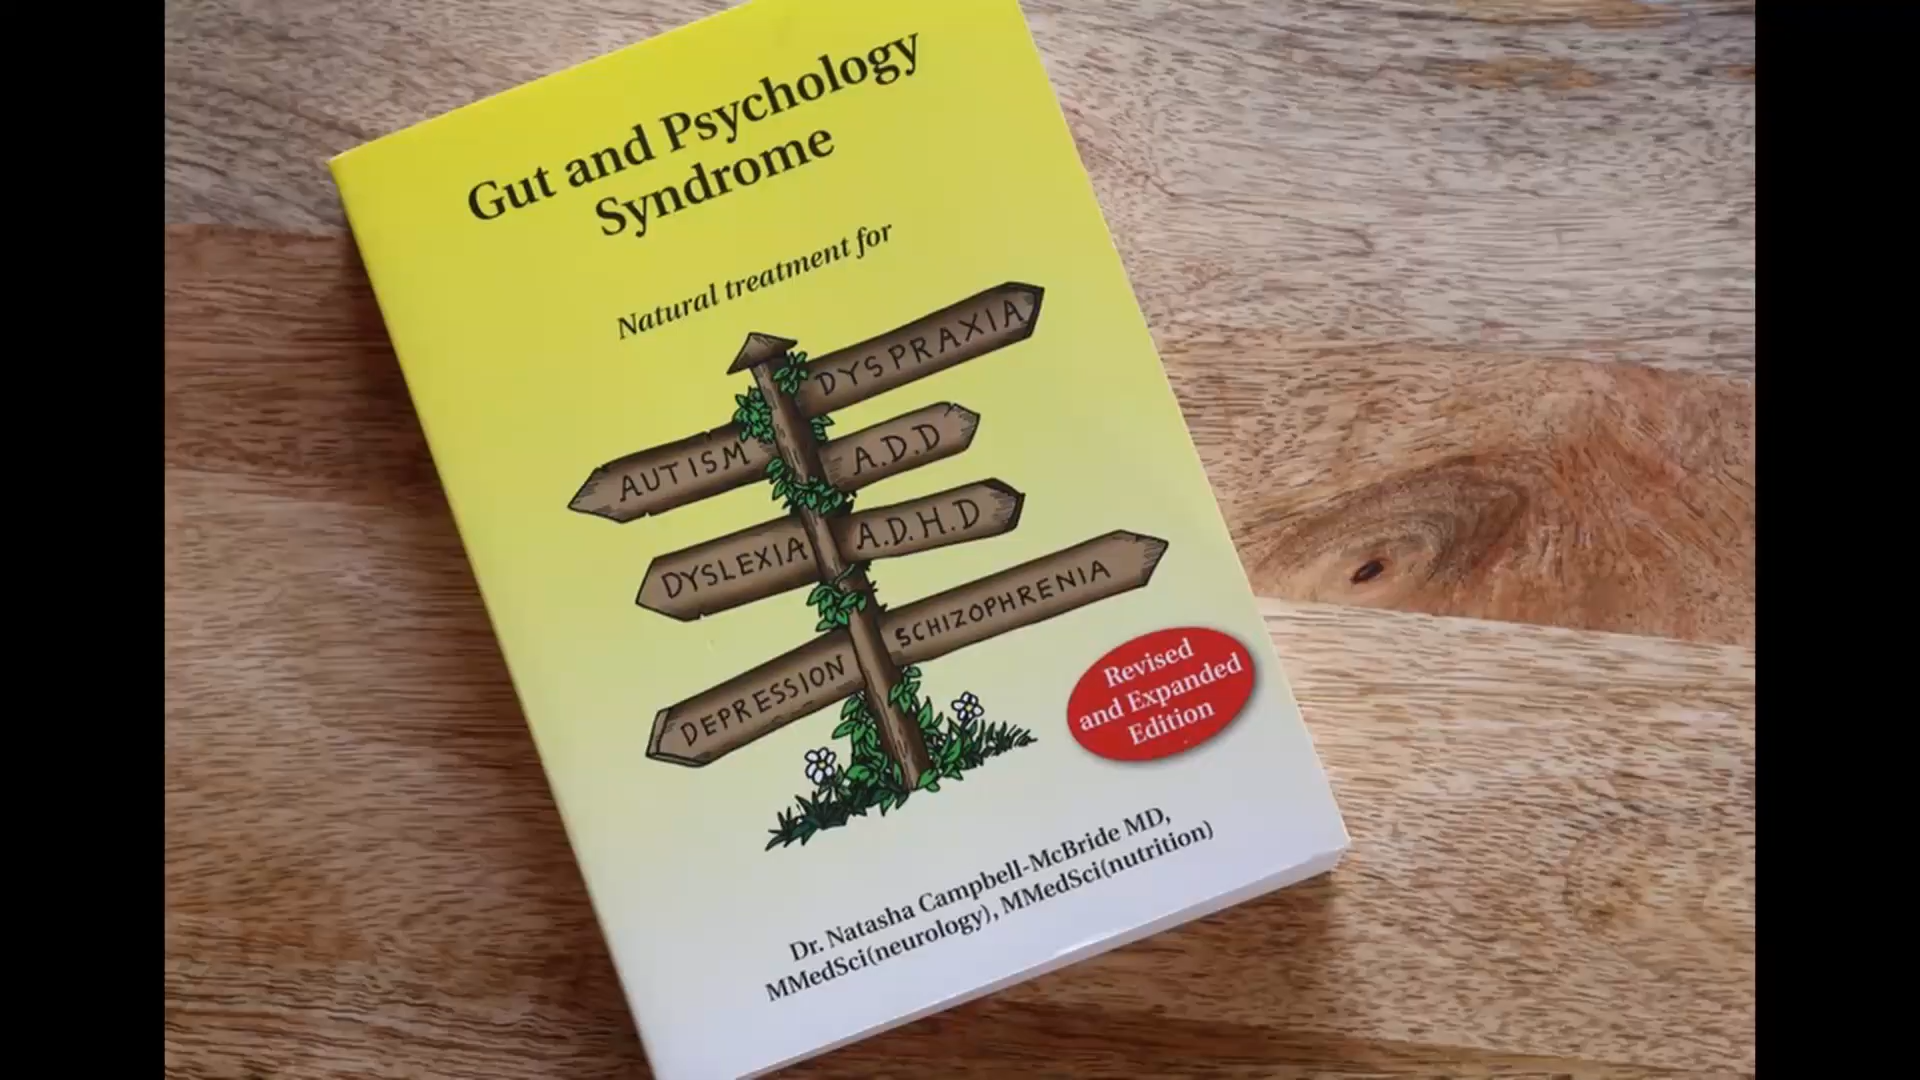 Gut and Psychology
Syndrome
Natural treatment for
DYSPRAXIA
AUTISM
A.D.D
DYSLEXIA
A.D.H.D
SCHIZOPHRENIA
DEPRESSION
Revised
and Expanded
Edition
Dr. Natasha Campbell-McBride MD,
MMedSci(neurology), MMedSci(nutrition)